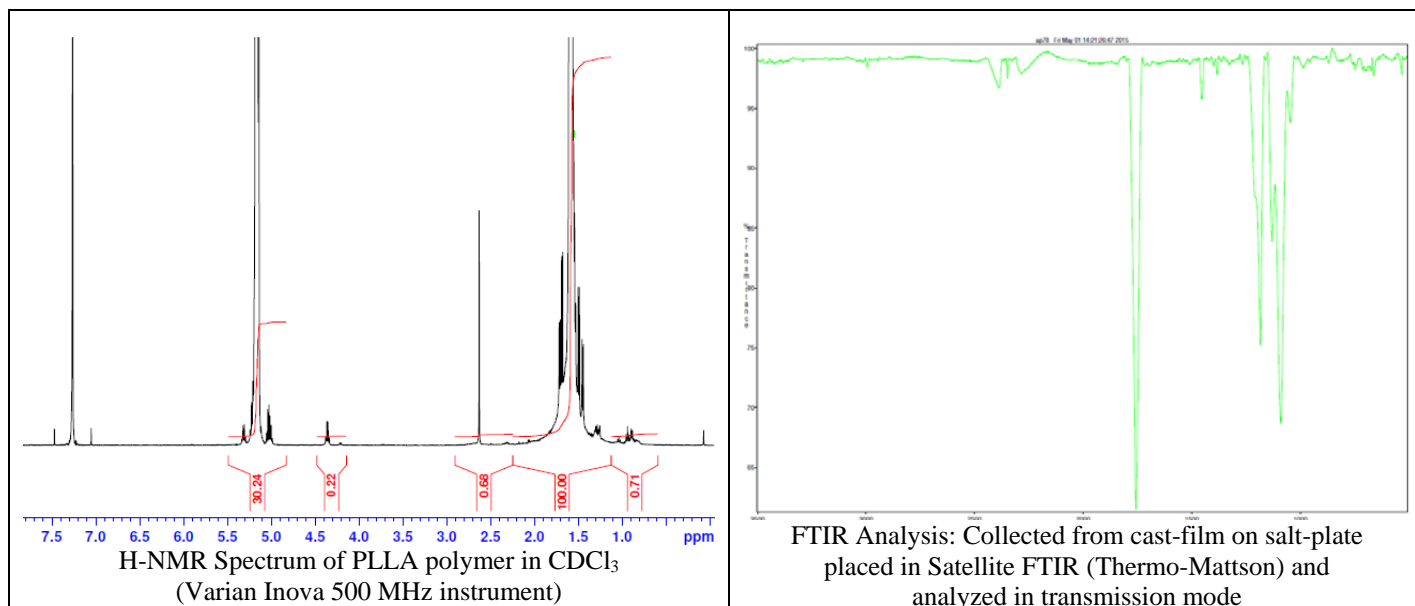 30.24
0.22
0.68
100.00
0.71
7.5 7.0 6.5 6.0 5.5 5.0 4.5 4.0 3.5 3.0 2.5 2.0 1.5 1.0 ppm
H-NMR Spectrum of PLLA polymer in CDCl₃
(Varian Inova 500 MHz instrument)
100
95
90
85
80
75
70
65
% Transmittance
FTIR Analysis: Collected from cast-film on salt-plate
placed in Satellite FTIR (Thermo-Mattson) and
analyzed in transmission mode